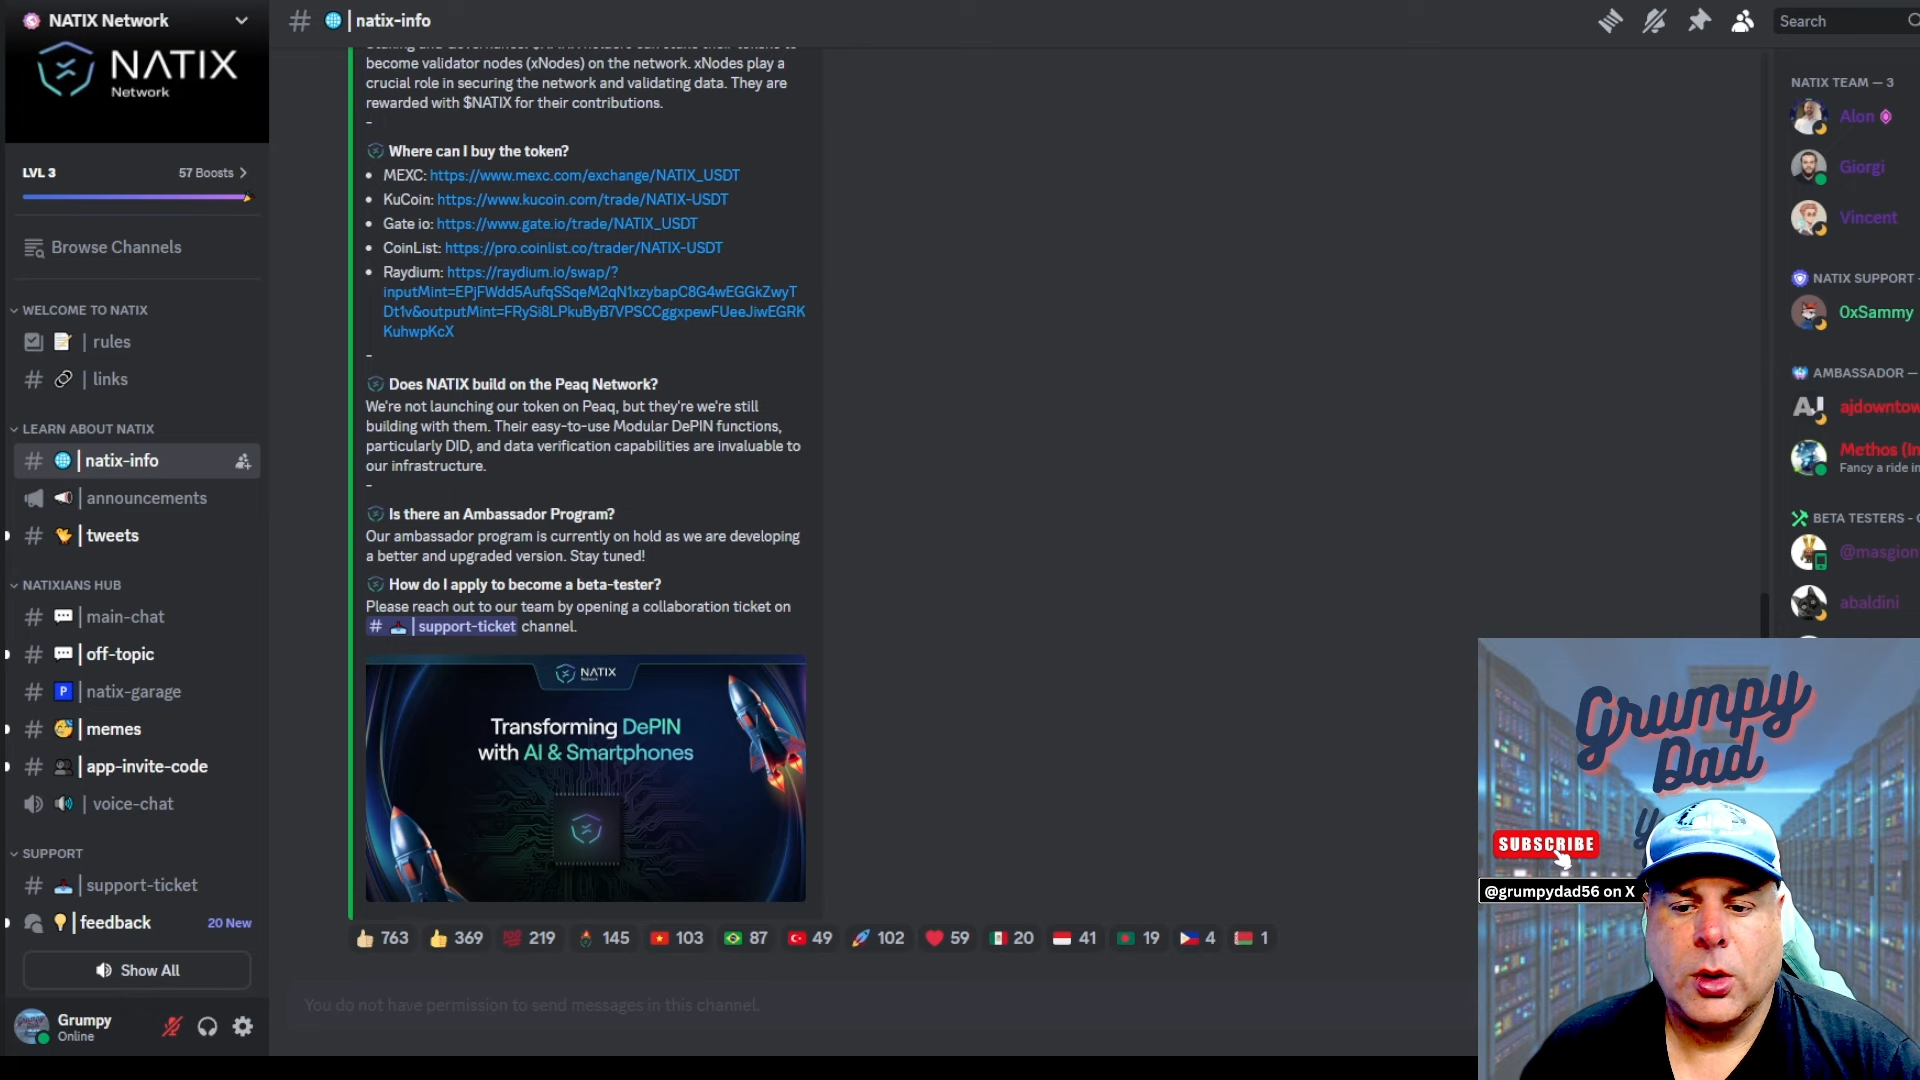 NATIX Network
NATIX
Network
LVL 3
57 Boosts
Browse Channels
WELCOME TO NATIX
| rules
| links
LEARN ABOUT NATIX
| natix-info
| announcements
| tweets
NATIXIANS HUB
| main-chat
| off-topic
P | natix-garage
| memes
| app-invite-code
| voice-chat
SUPPORT
| support-ticket
| feedback
20 New
Show All
Grumpy
Online
# | natix-info
become validator nodes (xNodes) on the network. xNodes play a
crucial role in securing the network and validating data. They are
rewarded with $NATIX for their contributions.
-
Where can I buy the token?
• MEXC: https://www.mexc.com/exchange/NATIX_USDT
• KuCoin: https://www.kucoin.com/trade/NATIX-USDT
• Gate io: https://www.gate.io/trade/NATIX_USDT
• CoinList: https://pro.coinlist.co/trader/NATIX-USDT
• Raydium: https://raydium.io/swap/?
inputMint=EPjFWdd5AufqSSqeM2qN1xzybapC8G4wEGGkZwyT
Dt1v&outputMint=FRySi8LPkuByB7VPSCCggxpewFUeeJiwEGRK
KuhwpKcX
-
Does NATIX build on the Peaq Network?
We're not launching our token on Peaq, but they're we're still
building with them. Their easy-to-use Modular DePIN functions,
particularly DID, and data verification capabilities are invaluable to
our infrastructure.
-
Is there an Ambassador Program?
Our ambassador program is currently on hold as we are developing
a better and upgraded version. Stay tuned!
How do I apply to become a beta-tester?
Please reach out to our team by opening a collaboration ticket on
# | support-ticket channel.
NATIX
Network
Transforming DePIN
with AI & Smartphones
763 369 219 145 103 87 49 102 59 20 41 19 4 1
You do not have permission to send messages in this channel.
Search
NATIX TEAM — 3
Alon
Giorgi
Vincent
NATIX SUPPORT -
0xSammy
AMBASSADOR —
AJ
ajdowntow
Methos (In
Fancy a ride in
BETA TESTERS -
@masgion
abaldini
Grumpy
Dad
SUBSCRIBE
@grumpydad56 on X